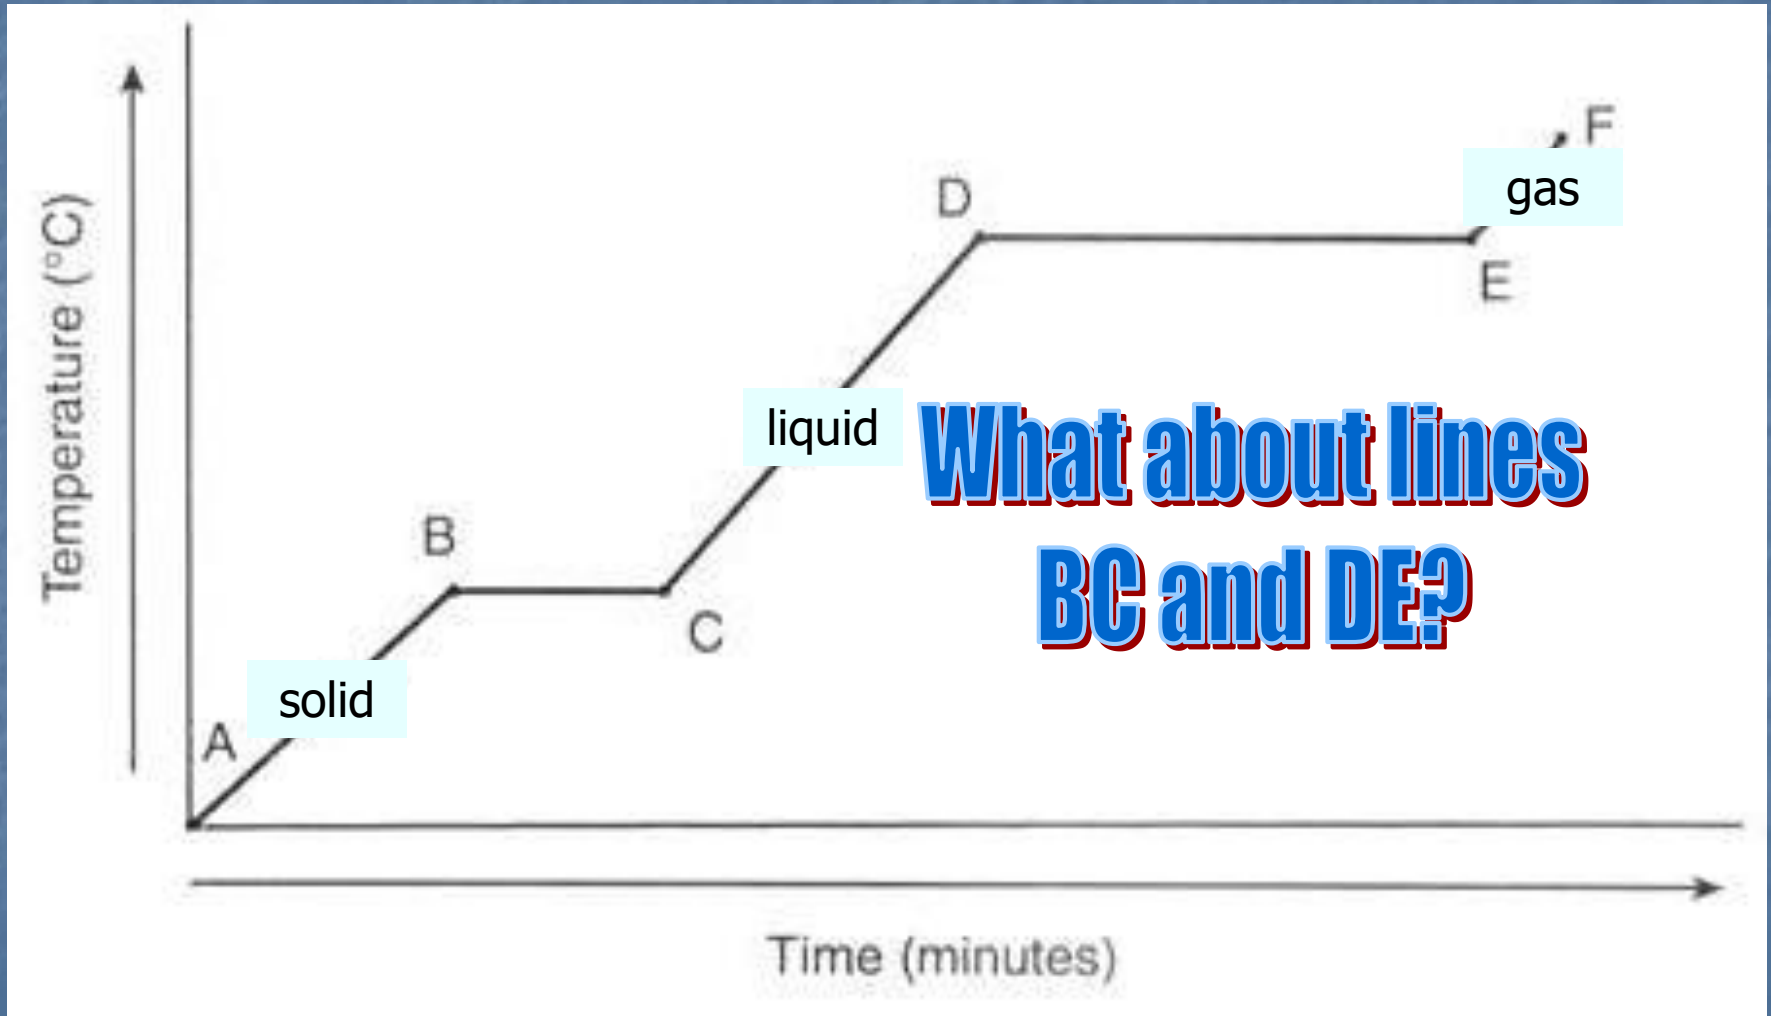 Temperature (°C)
F
gas
D
E
liquid
What about lines
BC and DE?
B
C
solid
A
Time (minutes)